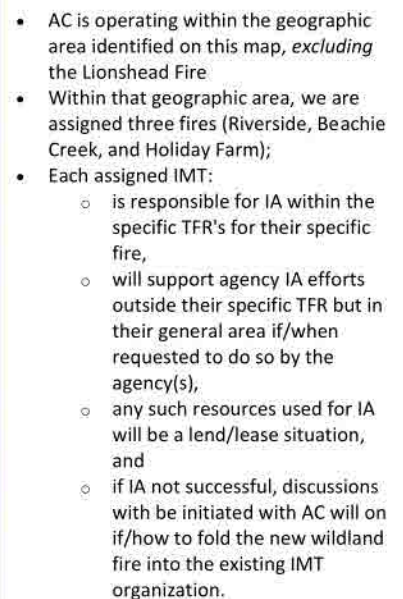 • AC is operating within the geographic
area identified on this map, excluding
the Lionshead Fire
• Within that geographic area, we are
assigned three fires (Riverside, Beachie
Creek, and Holiday Farm);
• Each assigned IMT:
o is responsible for IA within the
specific TFR's for their specific
fire,
o will support agency IA efforts
outside their specific TFR but in
their general area if/when
requested to do so by the
agency(s),
o any such resources used for IA
will be a lend/lease situation,
and
o if IA not successful, discussions
with be initiated with AC will on
if/how to fold the new wildland
fire into the existing IMT
organization.